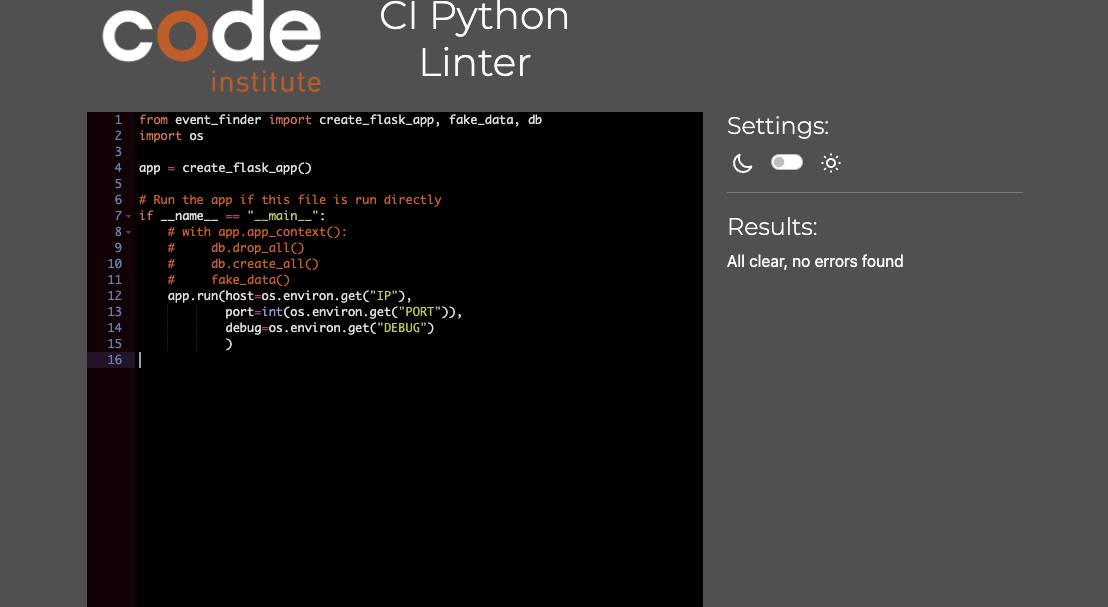 code
institute
CI Python
Linter
1 from event_finder import create_flask_app, fake_data, db
2 import os
3
4 app = create_flask_app()
5
6 # Run the app if this file is run directly
7 if __name__ == "__main__":
8     # with app.app_context():
9     #     db.drop_all()
10     #     db.create_all()
11     #     fake_data()
12     app.run(host=os.environ.get("IP"),
13             port=int(os.environ.get("PORT")),
14             debug=os.environ.get("DEBUG")
15             )
16
Settings:
Results:
All clear, no errors found